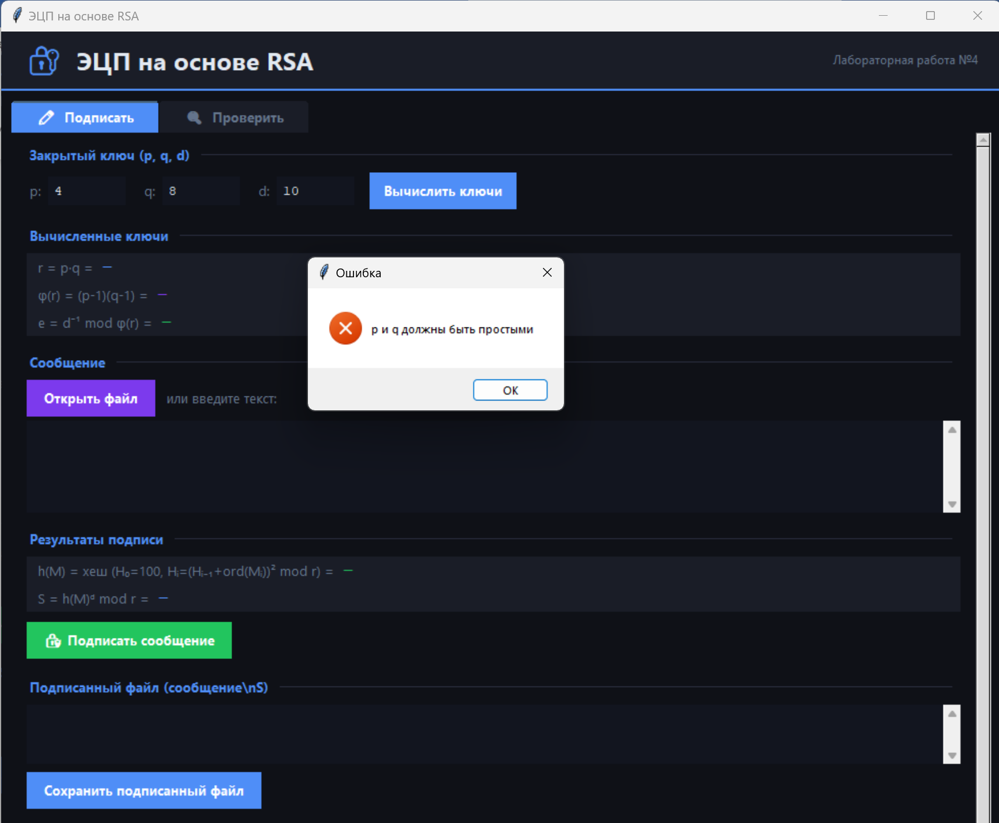 ЭЦП на основе RSA
ЭЦП на основе RSA
Лабораторная работа №4
Подписать
Проверить
Закрытый ключ (p, q, d)
p: 4 q: 8 d: 10 Вычислить ключи
Вычисленные ключи
r = p·q = —
φ(r) = (p-1)(q-1) = —
e = d⁻¹ mod φ(r) = —
Ошибка
p и q должны быть простыми
OK
Сообщение
Открыть файл или введите текст:
Результаты подписи
h(M) = хеш (H₀=100, Hᵢ=(Hᵢ₋₁+ord(Mᵢ))² mod r) = —
S = h(M)ᵈ mod r = —
Подписать сообщение
Подписанный файл (сообщение\nS)
Сохранить подписанный файл